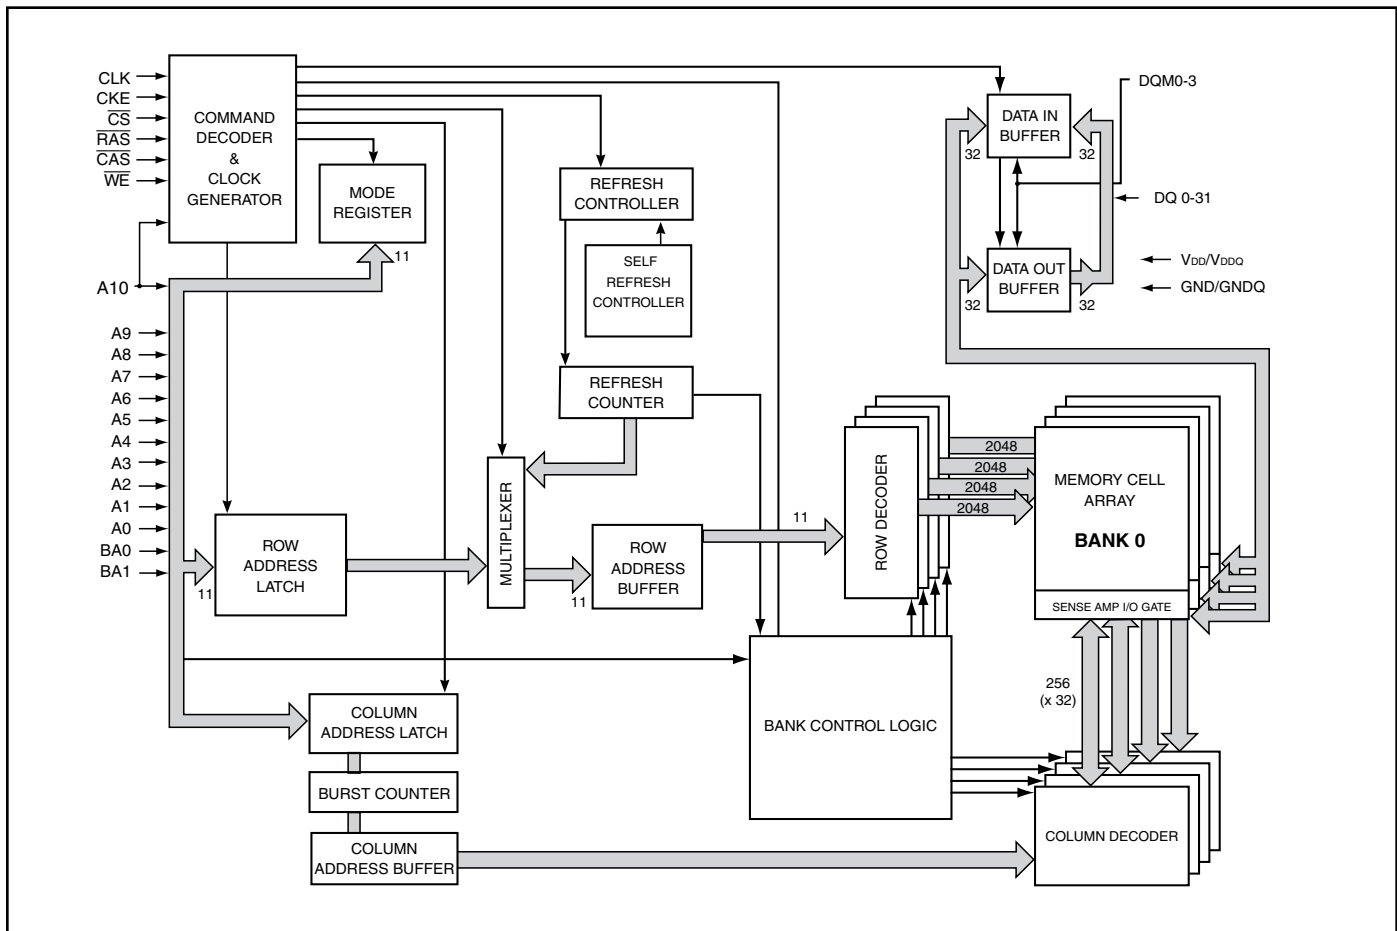 CLK
CKE
CS
RAS
CAS
WE
A10
A9
A8
A7
A6
A5
A4
A3
A2
A1
A0
BA0
BA1
11
COMMAND
DECODER
&
CLOCK
GENERATOR
MODE
REGISTER
11
REFRESH
CONTROLLER
SELF
REFRESH
CONTROLLER
REFRESH
COUNTER
ROW
ADDRESS
LATCH
MULTIPLEXER
11
ROW
ADDRESS
BUFFER
11
COLUMN
ADDRESS LATCH
BURST COUNTER
COLUMN
ADDRESS BUFFER
BANK CONTROL LOGIC
ROW DECODER
2048
2048
2048
2048
MEMORY CELL
ARRAY
BANK 0
SENSE AMP I/O GATE
256
(x 32)
COLUMN DECODER
DATA IN
BUFFER
32
32
DATA OUT
BUFFER
32
32
DQM0-3
DQ 0-31
VDD/VDDQ
GND/GNDQ